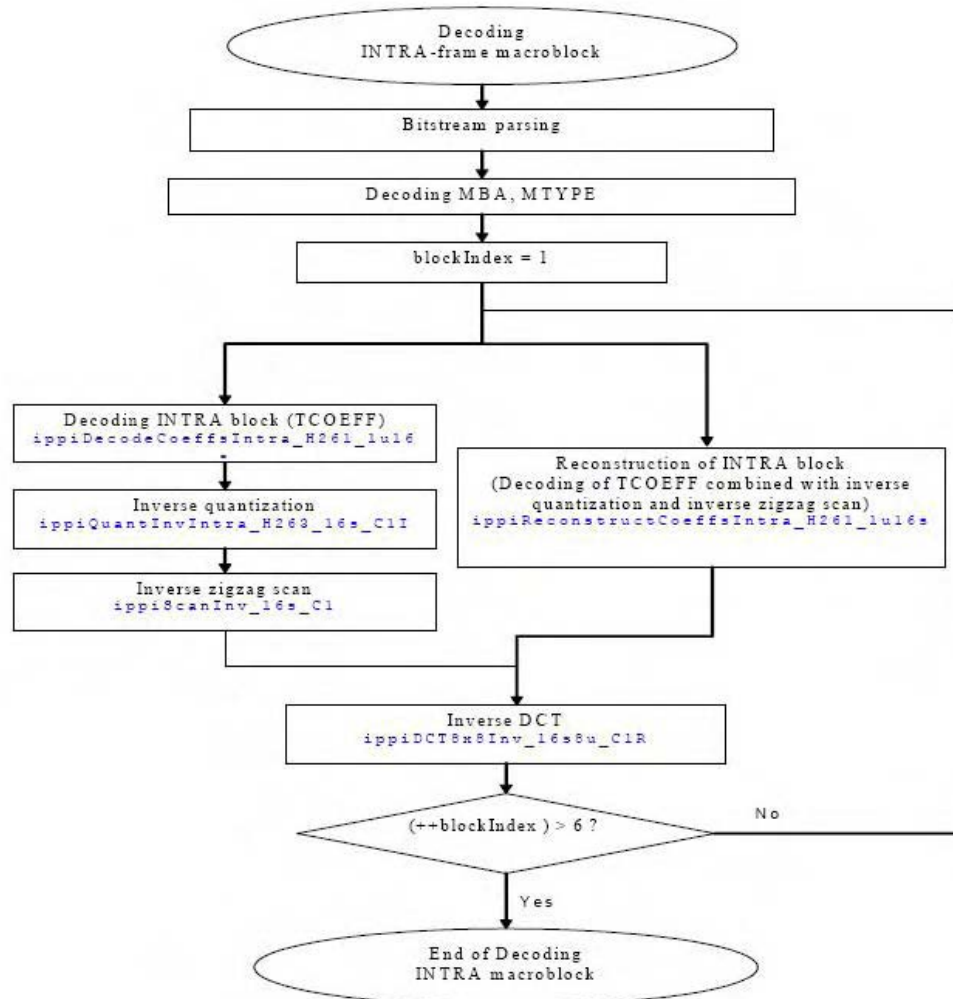 Decoding
INTRA-frame macroblock
Bitstream parsing
Decoding MBA, MTYPE
blockIndex = 1
Decoding INTRA block (TCOEFF)
ippiDecodeCoeffsIntra_H261_1u16
Inverse quantization
ippiQuantInvIntra_H263_16s_C1I
Inverse zigzag scan
ippiScanInv_16s_C1
Reconstruction of INTRA block
(Decoding of TCOEFF combined with inverse
quantization and inverse zigzag scan)
ippiReconstructCoeffsIntra_H261_1u16s
Inverse DCT
ippiDCT8x8Inv_16s8u_C1R
(++blockIndex ) > 6 ?
No
Yes
End of Decoding
INTRA macroblock